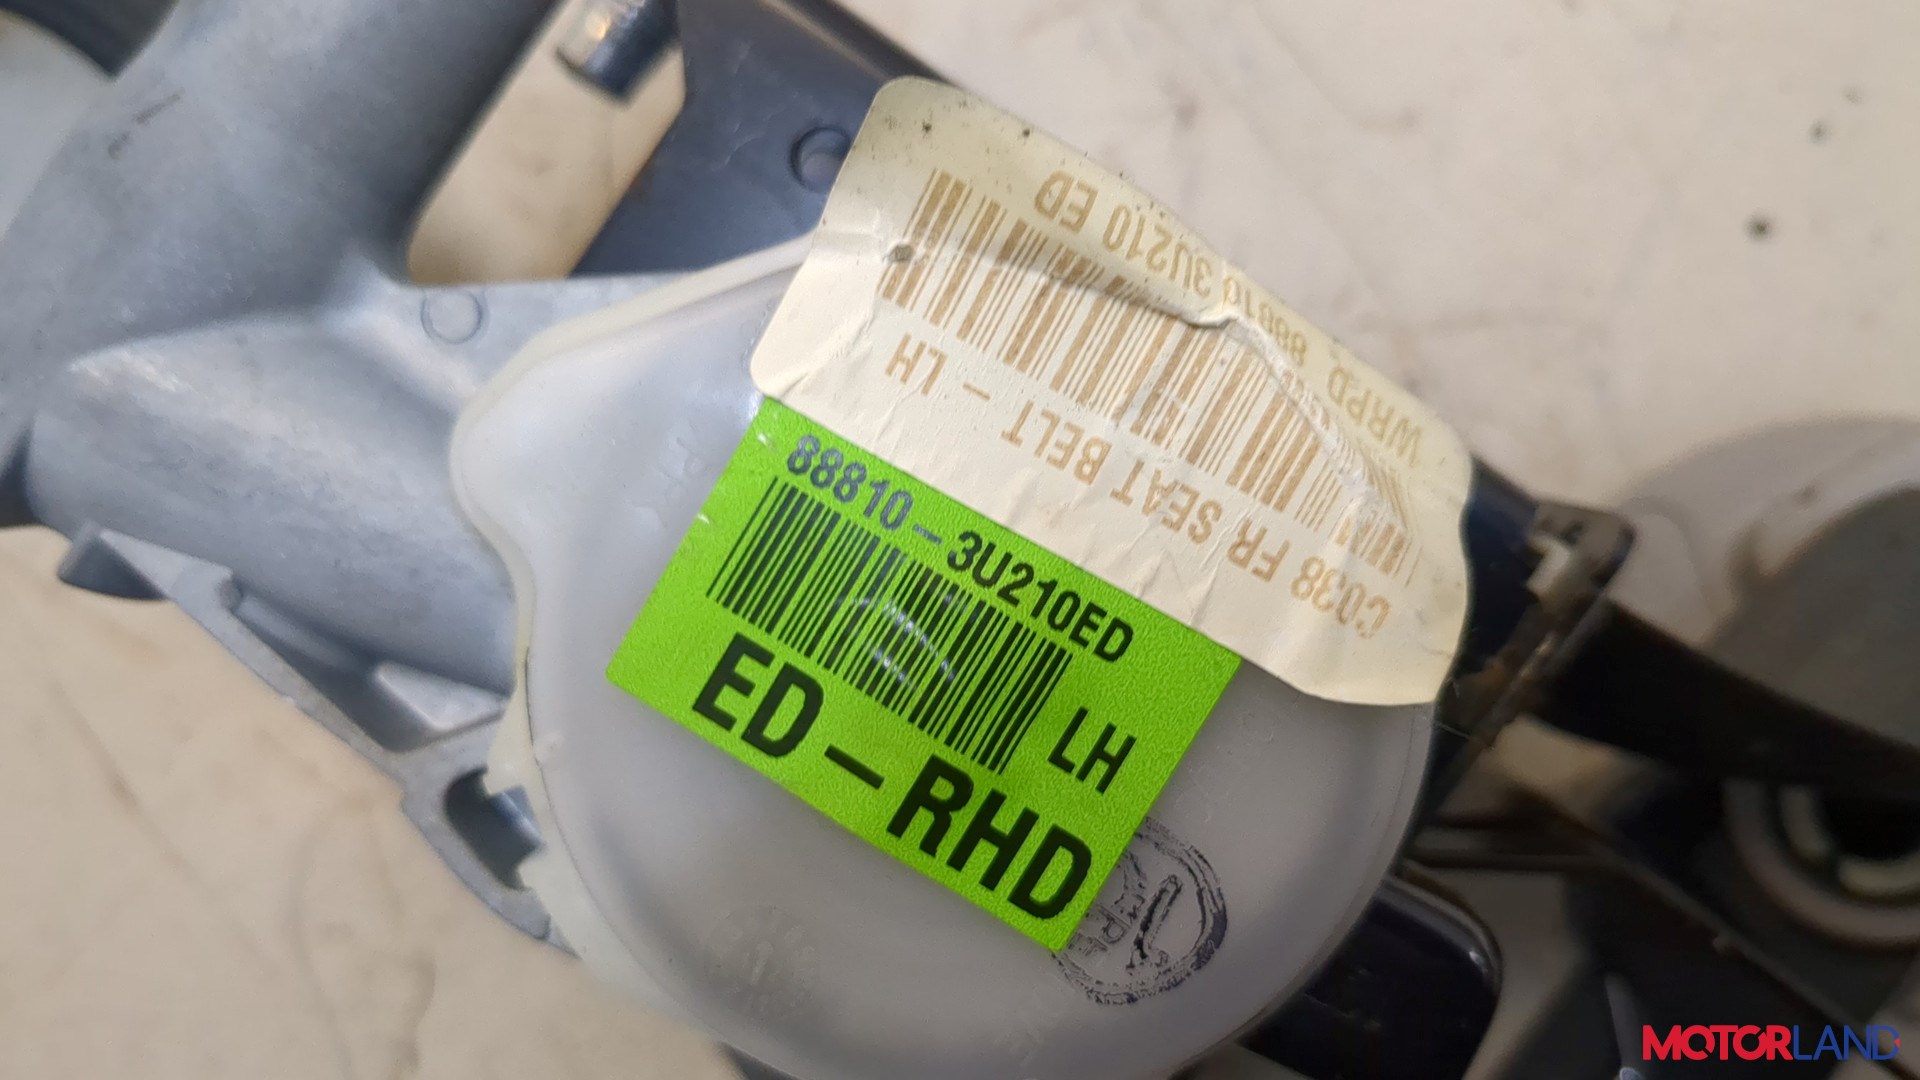 WRPD. 88810 3U210 ED
C038 FR SEAT BELT - LH
88810-3U210ED
LH
ED-RHD
MOTORLAND